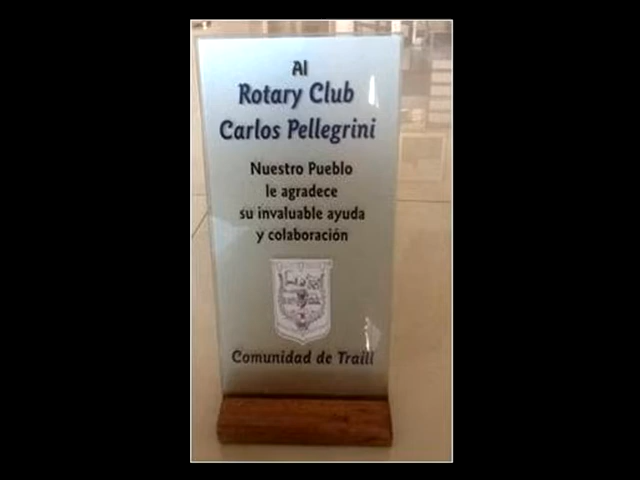 Al
Rotary Club
Carlos Pellegrini
Nuestro Pueblo
le agradece
su invaluable ayuda
y colaboración
Comunidad de Traill